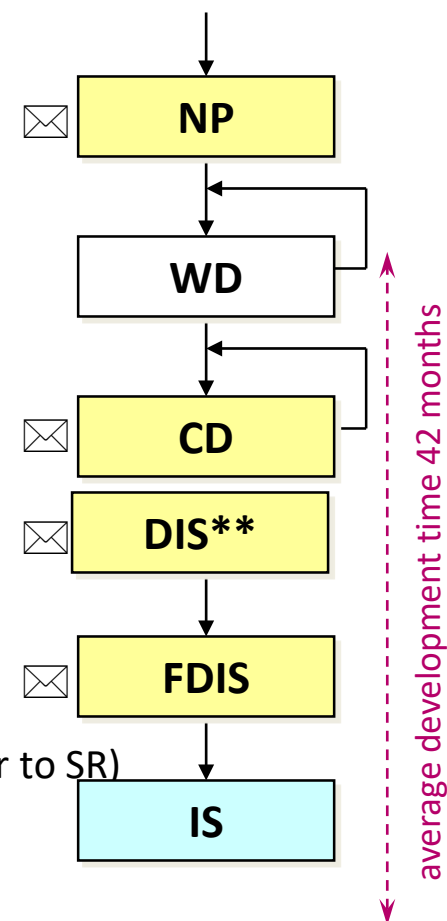 NP
WD
CD
DIS**
FDIS
to SR)
IS
average development time 42 months